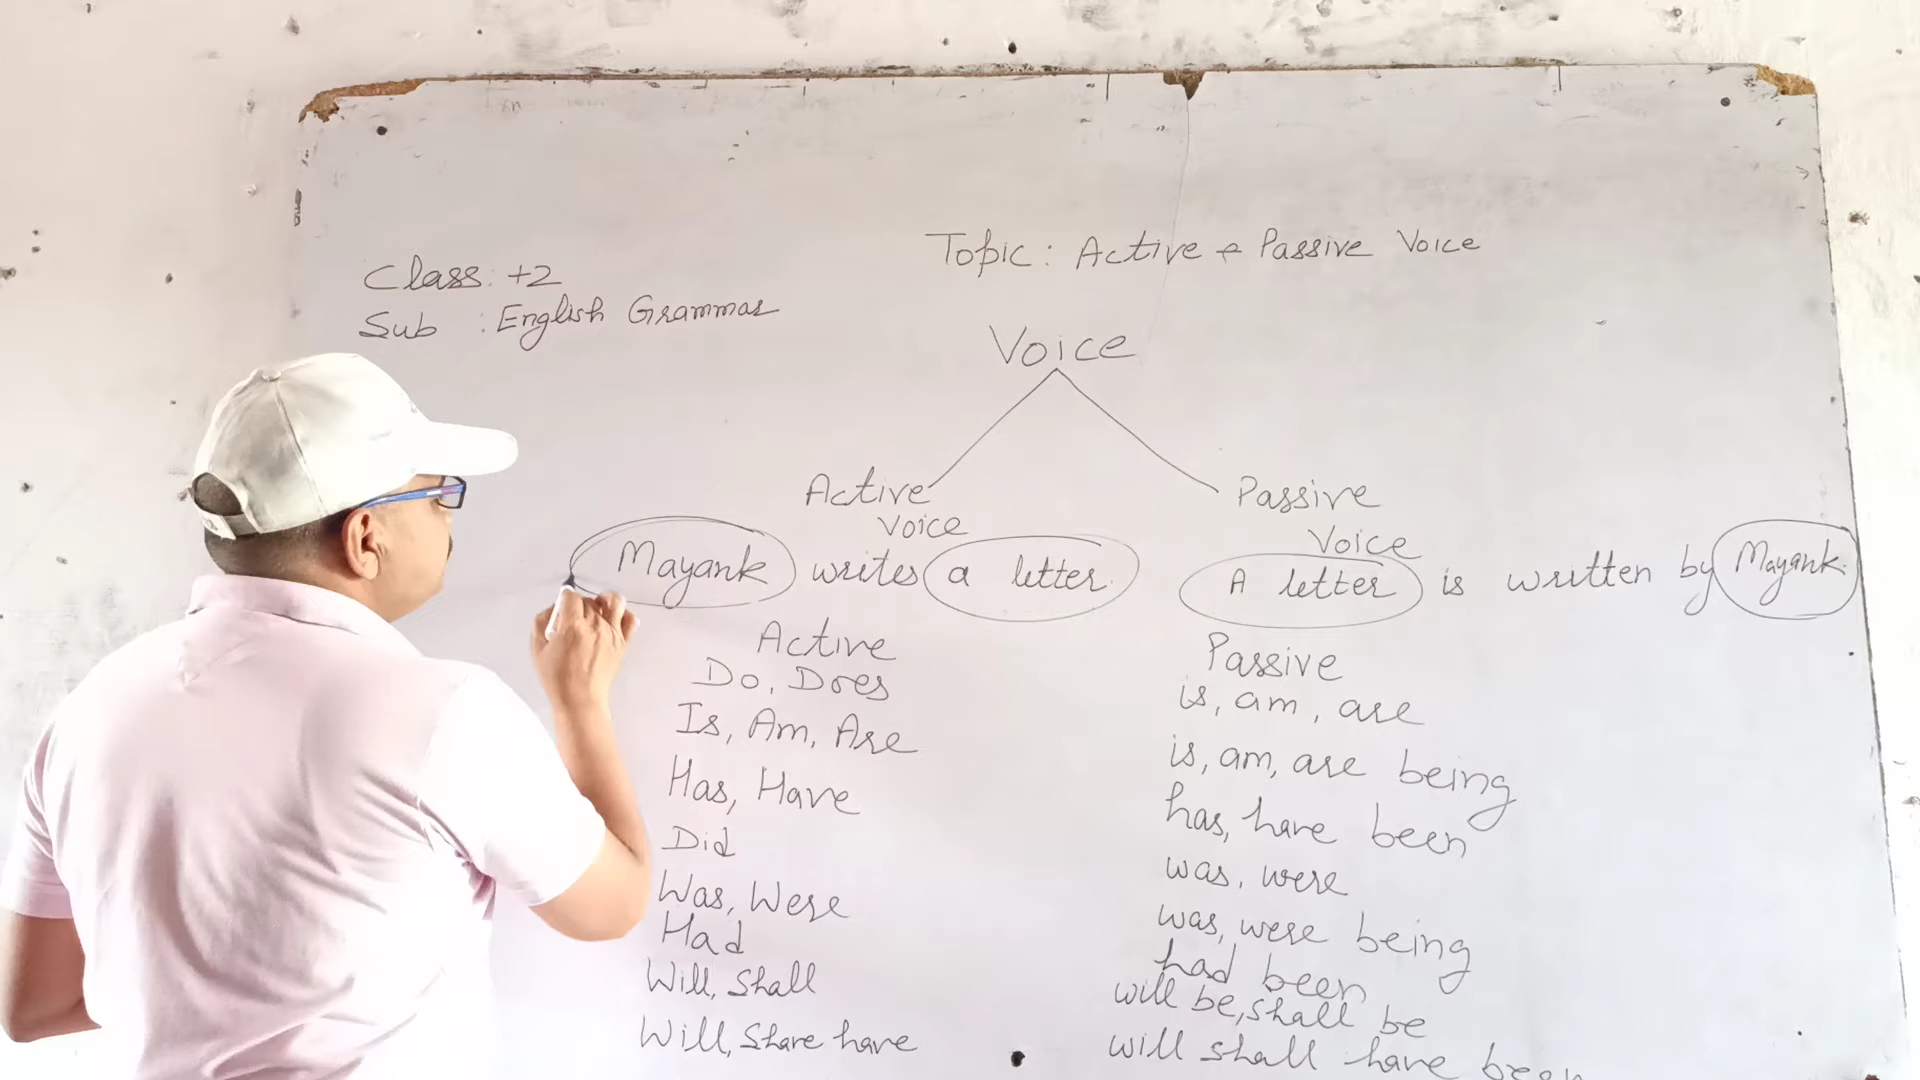 Topic: Active & Passive Voice
Class: +2
Sub : English Grammar
Voice
Active Voice
Passive Voice
Mayank writes a letter.
A letter is written by Mayank.
Active
Do, Does
Is, Am, Are
Has, Have
Did
Was, Were
Had
Will, Shall
Will, Share have
Passive
is, am, are
is, am, are being
has, have been
was, were
was, were being
had been
will be, shall be
will shall have been